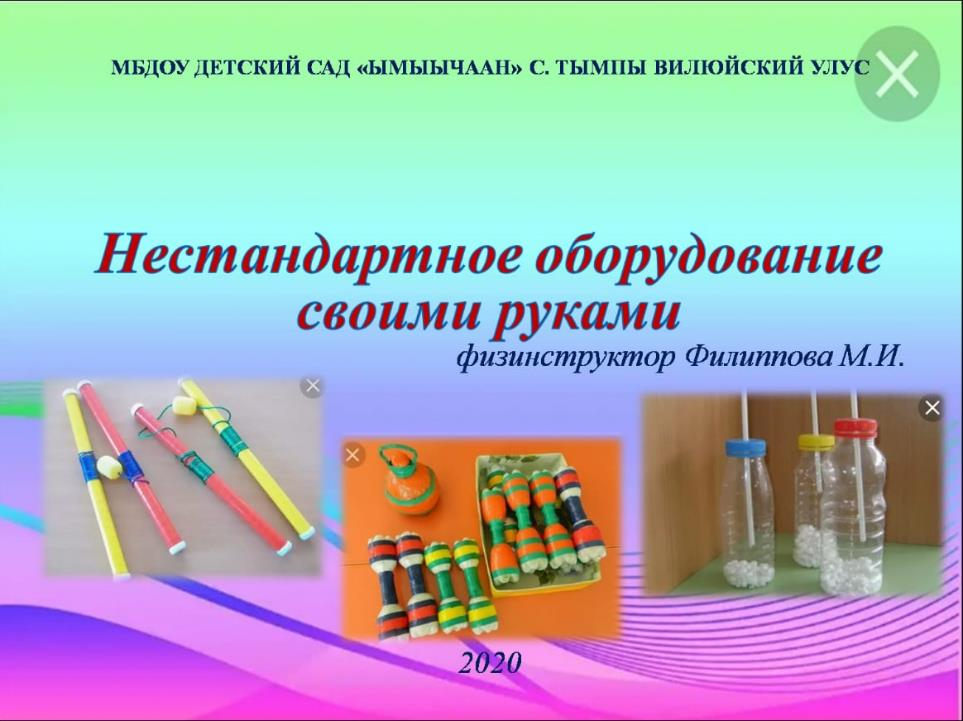 МБДОУ ДЕТСКИЙ САД «ЫМЫЫЧААН» С. ТЫМПЫ ВИЛЮЙСКИЙ УЛУС
Нестандартное оборудование
своими руками
физинструктор Филиппова М.И.
2020